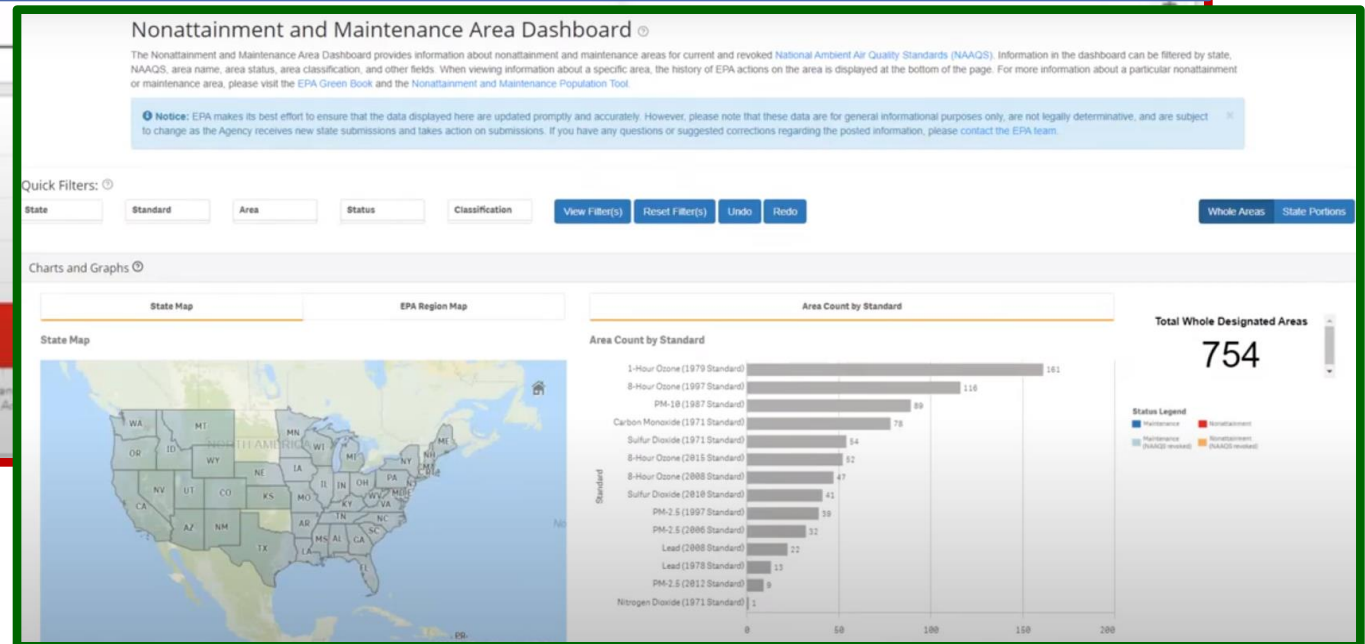 Nonattainment and Maintenance Area Dashboard
The Nonattainment and Maintenance Area Dashboard provides information about nonattainment and maintenance areas for current and revoked National Ambient Air Quality Standards (NAAQS). Information in the dashboard can be filtered by state,
NAAQS, area name, area status, area classification, and other fields. When viewing information about a specific area, the history of EPA actions on the area is displayed at the bottom of the page. For more information about a particular nonattainment
or maintenance area, please visit the EPA Green Book and the Nonattainment and Maintenance Population Tool.
Notice: EPA makes its best effort to ensure that the data displayed here are updated promptly and accurately. However, please note that these data are for general informational purposes only, are not legally determinative, and are subject
to change as the Agency receives new state submissions and takes action on submissions. If you have any questions or suggested corrections regarding the posted information, please contact the EPA team.
Quick Filters:
State Standard Area Status Classification View Filter(s) Reset Filter(s) Undo Redo Whole Areas State Portions
Charts and Graphs
State Map EPA Region Map Area Count by Standard
State Map
WA MT MN ME
OR ID WI
NORTH AMERICA
WY MI NY NH
NE IA PA
NV UT CO KS MO IL IN OH WV
CA KY VA
AZ NM AR TN NC
MS AL GA SC
TX LA
FL
PR
Area Count by Standard
Standard
1-Hour Ozone (1979 Standard) 161
8-Hour Ozone (1997 Standard) 116
PM-10 (1987 Standard) 89
Carbon Monoxide (1971 Standard) 78
Sulfur Dioxide (1971 Standard) 54
8-Hour Ozone (2015 Standard) 52
8-Hour Ozone (2008 Standard) 47
Sulfur Dioxide (2010 Standard) 41
PM-2.5 (1997 Standard) 39
PM-2.5 (2006 Standard) 32
Lead (2008 Standard) 22
Lead (1978 Standard) 13
PM-2.5 (2012 Standard) 9
Nitrogen Dioxide (1971 Standard) 1
0 50 100 150 200
Total Whole Designated Areas
754
Status Legend
Maintenance Nonattainment
Maintenance (NAAQS revoked) Nonattainment (NAAQS revoked)